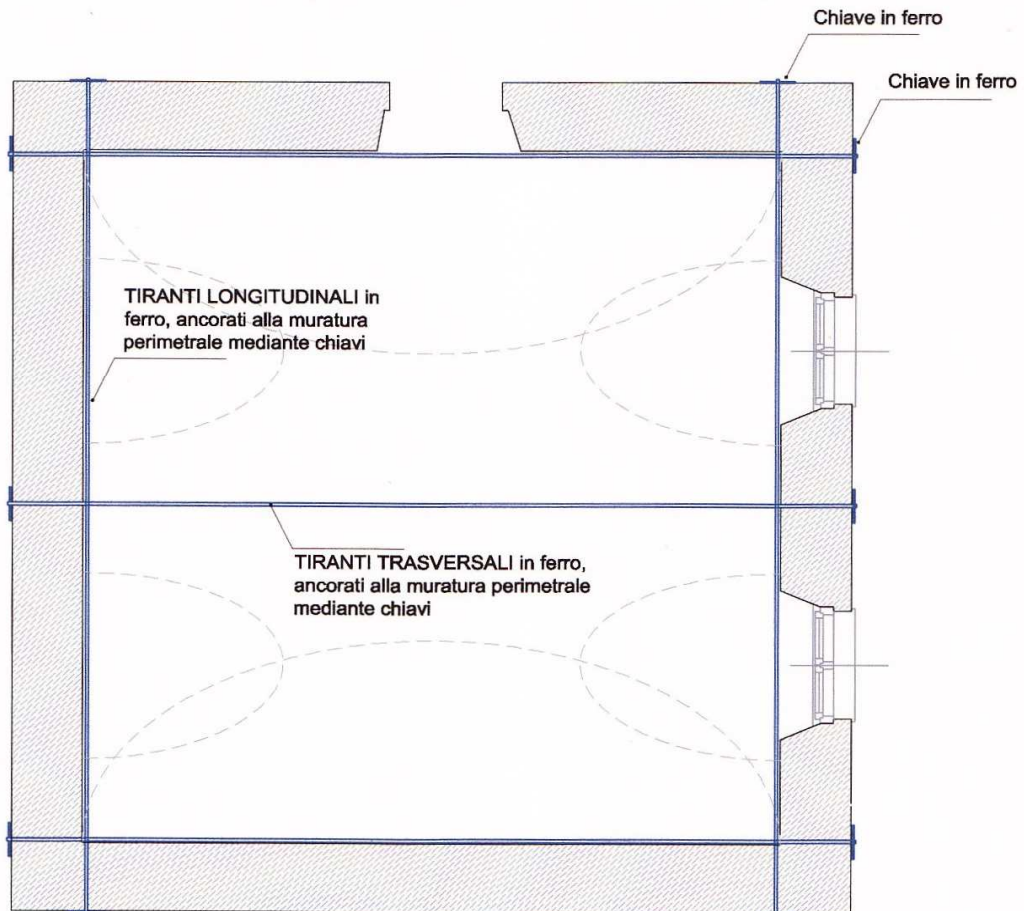 Chiave in ferro
Chiave in ferro
TIRANTI LONGITUDINALI in
ferro, ancorati alla muratura
perimetrale mediante chiavi
TIRANTI TRASVERSALI in ferro,
ancorati alla muratura perimetrale
mediante chiavi